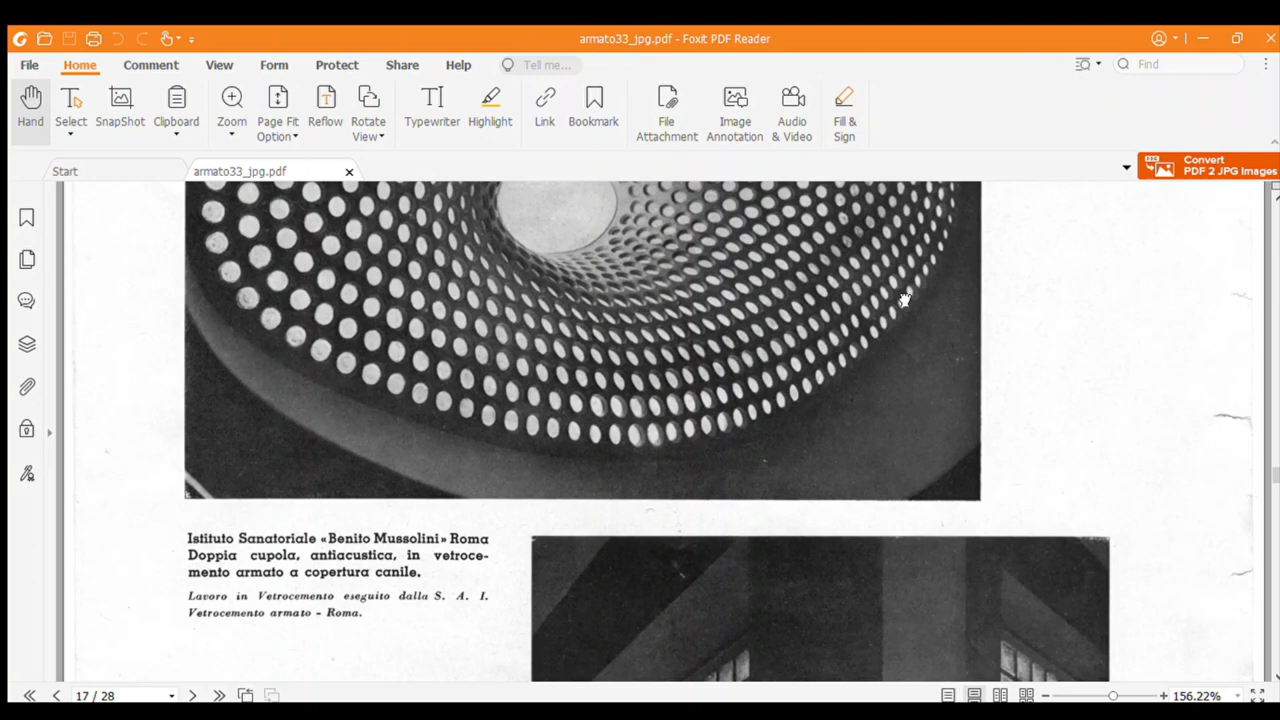 armato33_jpg.pdf - Foxit PDF Reader
File Home Comment View Form Protect Share Help Tell me... Find
Hand Select SnapShot Clipboard Zoom Page Fit Option Reflow Rotate View Typewriter Highlight Link Bookmark File Attachment Image Annotation Audio & Video Fill & Sign
Start armato33_jpg.pdf
Convert
PDF 2 JPG Images
Istituto Sanatoriale «Benito Mussolini» Roma
Doppia cupola, antiacustica, in vetroce-
mento armato a copertura canile.
Lavoro in Vetrocemento eseguito dalla S. A. I.
Vetrocemento armato - Roma.
17 / 28 156.22%